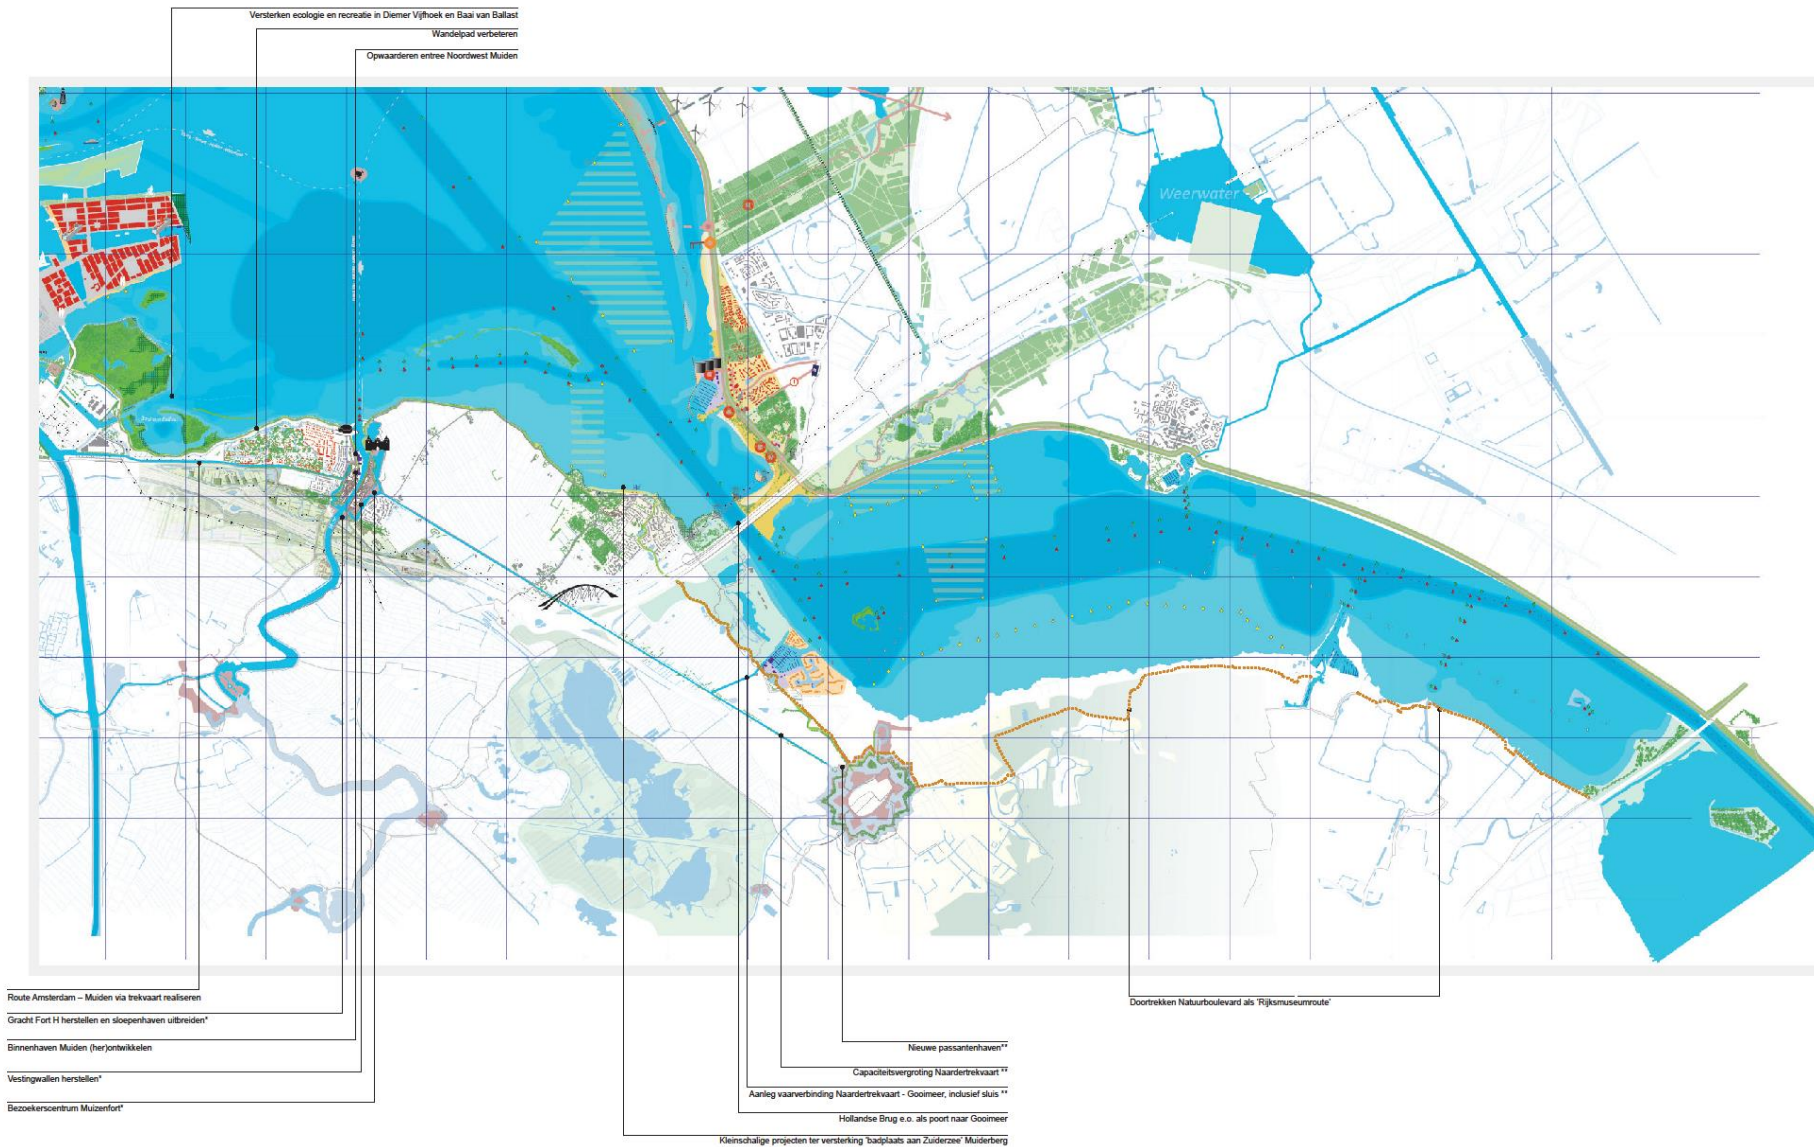 Versterken ecologie en recreatie in Diemer Vijfhoek en Baai van Ballast
Wandelpad verbeteren
Opwaarderen entree Noordwest Muiden
Weerwater
Route Amsterdam – Muiden via trekvaart realiseren
Gracht Fort H herstellen en sloepenhaven uitbreiden*
Binnenhaven Muiden (her)ontwikkelen
Vestingwallen herstellen*
Bezoekerscentrum Muizenfort*
Doortrekken Natuurboulevard als 'Rijksmuseumroute'
Nieuwe passantenhaven**
Capaciteitsvergroting Naardertrekvaart **
Aanleg vaarverbinding Naardertrekvaart - Gooimeer, inclusief sluis **
Hollandse Brug e.o. als poort naar Gooimeer
Kleinschalige projecten ter versterking 'badplaats aan Zuiderzee' Muiderberg